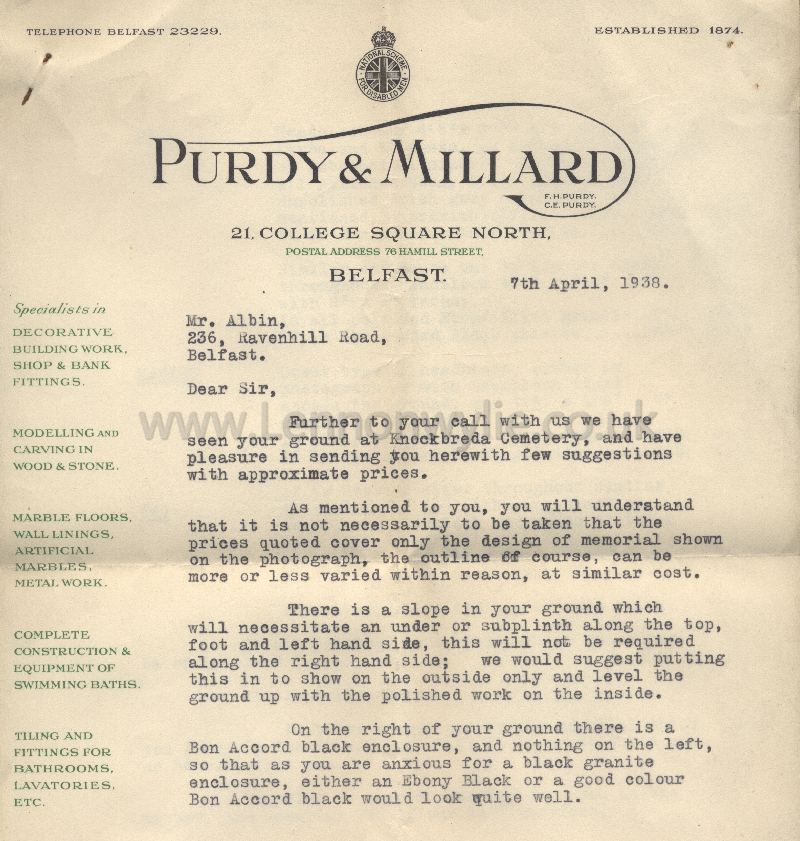 TELEPHONE BELFAST 23229.
ESTABLISHED 1874.
NATIONAL SCHEME
FOR DISABLED MEN
PURDY & MILLARD
F. H. PURDY.
C. E. PURDY.
21, COLLEGE SQUARE NORTH,
POSTAL ADDRESS 76 HAMILL STREET,
BELFAST.
7th April, 1938.
Specialists in
DECORATIVE
BUILDING WORK,
SHOP & BANK
FITTINGS.
MODELLING AND
CARVING IN
WOOD & STONE.
MARBLE FLOORS,
WALL LININGS,
ARTIFICIAL
MARBLES,
METAL WORK.
COMPLETE
CONSTRUCTION &
EQUIPMENT OF
SWIMMING BATHS.
TILING AND
FITTINGS FOR
BATHROOMS,
LAVATORIES,
ETC.
Mr. Albin,
236, Ravenhill Road,
Belfast.
Dear Sir,
www.Lennonwylie.co.uk
Further to your call with us we have
seen your ground at Knockbreda Cemetery, and have
pleasure in sending you herewith few suggestions
with approximate prices.
As mentioned to you, you will understand
that it is not necessarily to be taken that the
prices quoted cover only the design of memorial shown
on the photograph, the outline of course, can be
more or less varied within reason, at similar cost.
There is a slope in your ground which
will necessitate an under or subplinth along the top,
foot and left hand side, this will not be required
along the right hand side; we would suggest putting
this in to show on the outside only and level the
ground up with the polished work on the inside.
On the right of your ground there is a
Bon Accord black enclosure, and nothing on the left,
so that as you are anxious for a black granite
enclosure, either an Ebony Black or a good colour
Bon Accord black would look quite well.